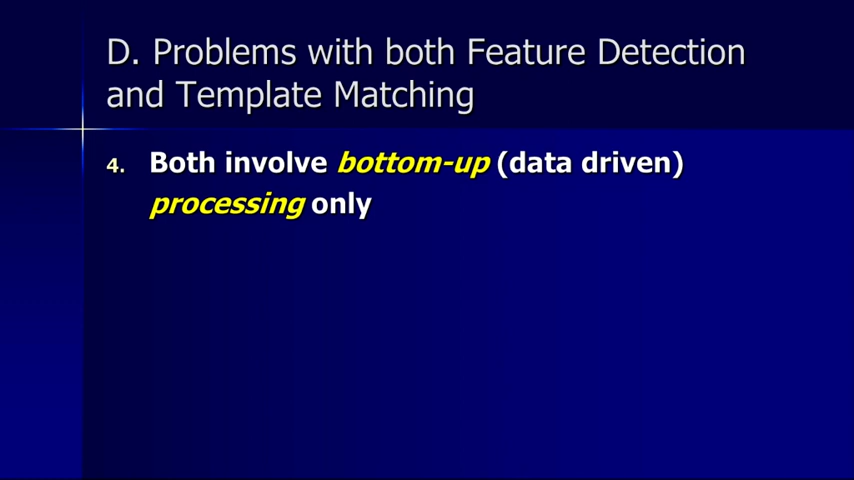 D. Problems with both Feature Detection
and Template Matching
4. Both involve bottom-up (data driven)
processing only